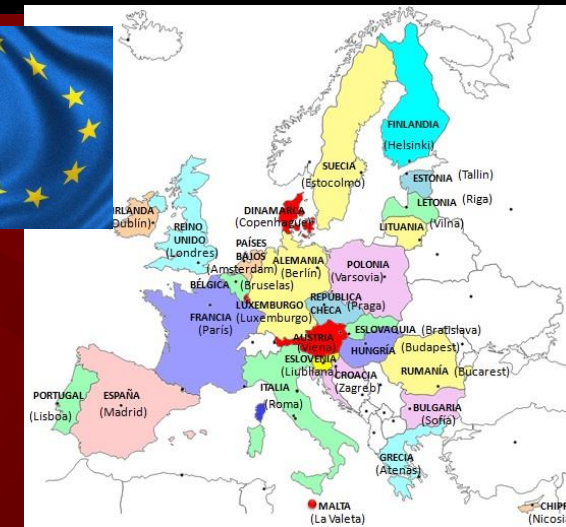 FINLANDIA
(Helsinki)
SUECIA
(Estocolmo)
ESTONIA (Tallin)
LETONIA (Riga)
LITUANIA (Vilna)
IRLANDA
(Dublín)
REINO
UNIDO
(Londres)
DINAMARCA
(Copenhague)
PAÍSES
BAJOS
(Amsterdam)
ALEMANIA
(Berlín)
POLONIA
(Varsovia)
BÉLGICA (Bruselas)
LUXEMBURGO
(Luxemburgo)
REPÚBLICA
CHECA (Praga)
FRANCIA
(París)
AUSTRIA
(Viena)
ESLOVAQUIA (Bratislava)
HUNGRÍA (Budapest)
ESLOVENIA
(Liubliana)
CROACIA
(Zagreb)
RUMANÍA (Bucarest)
ITALIA
(Roma)
BULGARIA
(Sofía)
PORTUGAL
(Lisboa)
ESPAÑA
(Madrid)
GRECIA
(Atenas)
MALTA
(La Valeta)
CHIPR
(Nicosi